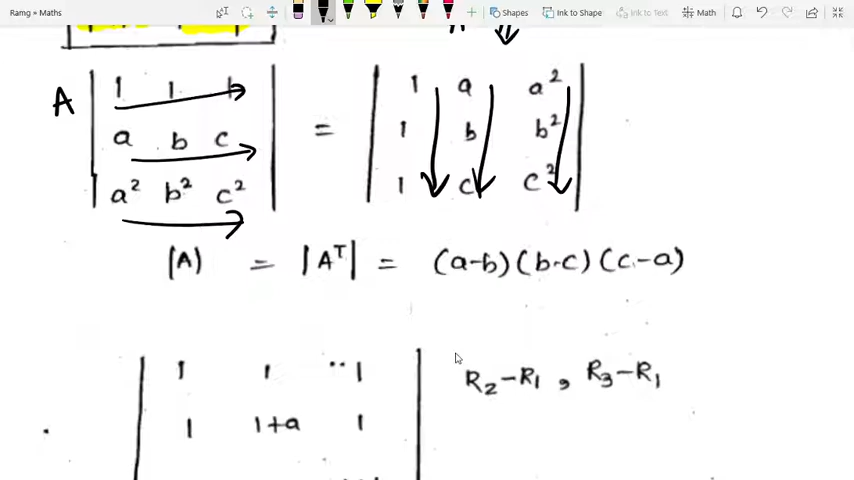 Ramg » Maths
Shapes Ink to Shape Ink to Text Math
A | 1 1 1 | = | 1 a a² |
| a b c | | 1 b b² |
| a² b² c² | | 1 c c² |
|A| = |Aᵀ| = (a-b)(b-c)(c-a)
| 1 1 1 | R₂-R₁ , R₃-R₁
| 1 1+a 1 |